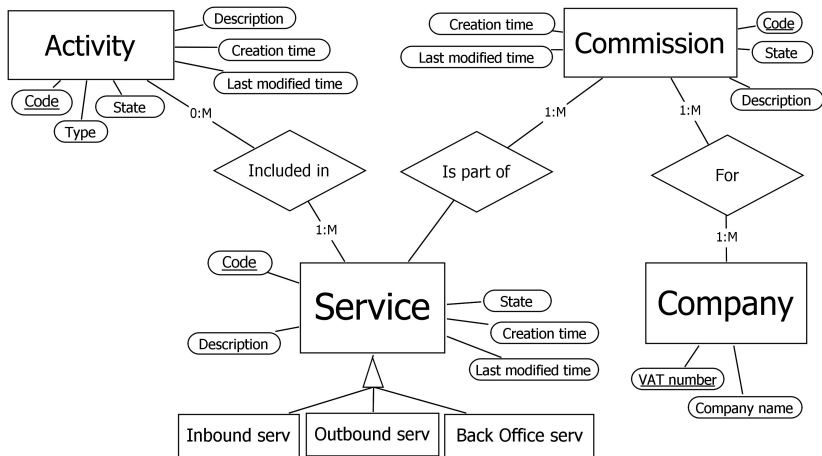 Activity
Description
Creation time
Last modified time
Code
Type
State
0:M
Included in
1:M
Creation time
Last modified time
Commission
Code
State
Description
1:M
1:M
Is part of
For
1:M
Code
Description
Service
State
Creation time
Last modified time
Company
VAT number
Company name
Inbound serv
Outbound serv
Back Office serv